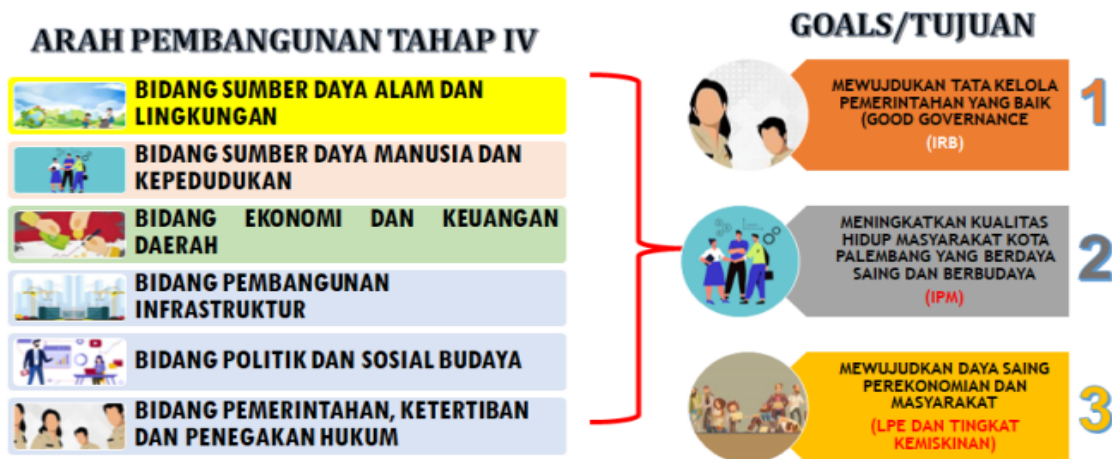 ARAH PEMBANGUNAN TAHAP IV
BIDANG SUMBER DAYA ALAM DAN
LINGKUNGAN
BIDANG SUMBER DAYA MANUSIA DAN
KEPEDUDUKAN
BIDANG EKONOMI DAN KEUANGAN
DAERAH
BIDANG PEMBANGUNAN
INFRASTRUKTUR
BIDANG POLITIK DAN SOSIAL BUDAYA
BIDANG PEMERINTAHAN, KETERTIBAN
DAN PENEGAKAN HUKUM
GOALS/TUJUAN
MEWUJDUKAN TATA KELOLA
PEMERINTAHAN YANG BAIK
(GOOD GOVERNANCE
(IRB)
1
MENINGKATKAN KUALITAS
HIDUP MASYARAKAT KOTA
PALEMBANG YANG BERDAYA
SAING DAN BERBUDAYA
(IPM)
2
MEWUJUDKAN DAYA SAING
PEREKONOMIAN DAN
MASYARAKAT
(LPE DAN TINGKAT
KEMISKINAN)
3